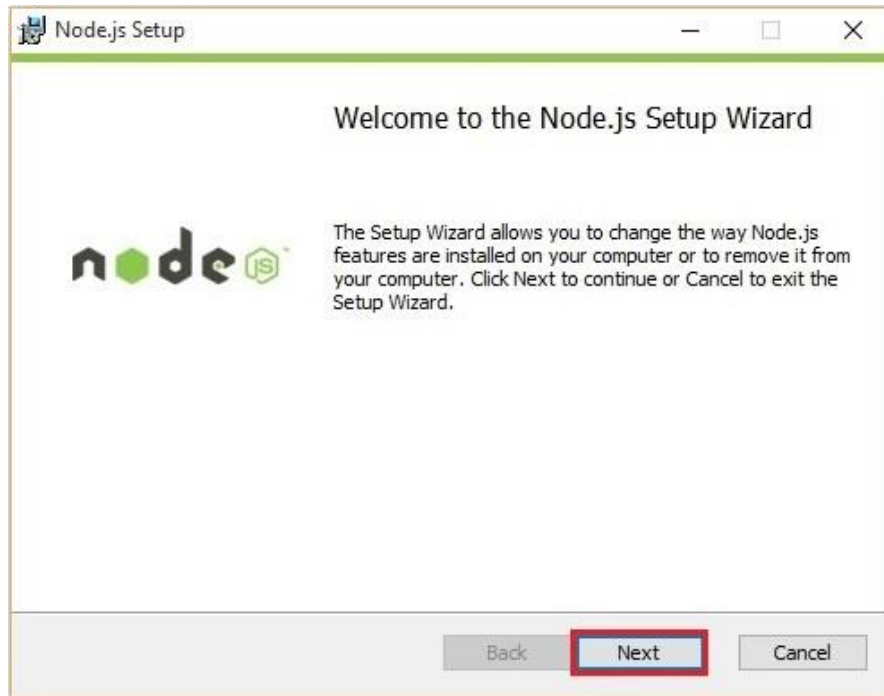 Node.js Setup
Welcome to the Node.js Setup Wizard
node JS™
The Setup Wizard allows you to change the way Node.js
features are installed on your computer or to remove it from
your computer. Click Next to continue or Cancel to exit the
Setup Wizard.
Back Next Cancel